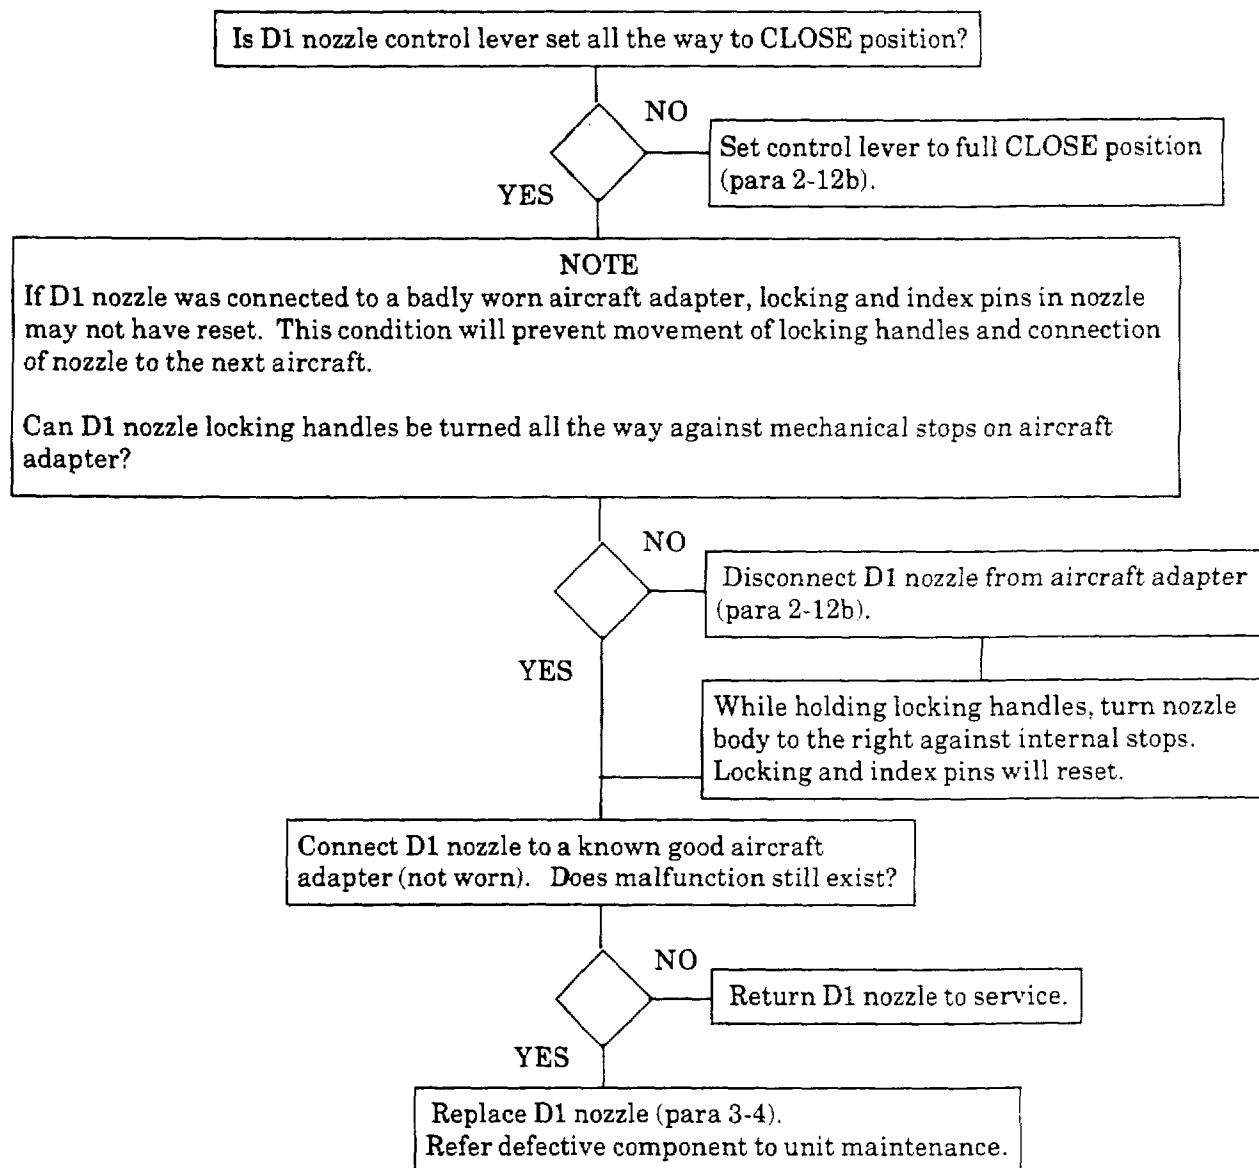 Is D1 nozzle control lever set all the way to CLOSE position?
NO
Set control lever to full CLOSE position
(para 2-12b).
YES
NOTE
If D1 nozzle was connected to a badly worn aircraft adapter, locking and index pins in nozzle
may not have reset. This condition will prevent movement of locking handles and connection
of nozzle to the next aircraft.
Can D1 nozzle locking handles be turned all the way against mechanical stops on aircraft
adapter?
NO
Disconnect D1 nozzle from aircraft adapter
(para 2-12b).
YES
While holding locking handles, turn nozzle
body to the right against internal stops.
Locking and index pins will reset.
Connect D1 nozzle to a known good aircraft
adapter (not worn). Does malfunction still exist?
NO
Return D1 nozzle to service.
YES
Replace D1 nozzle (para 3-4).
Refer defective component to unit maintenance.